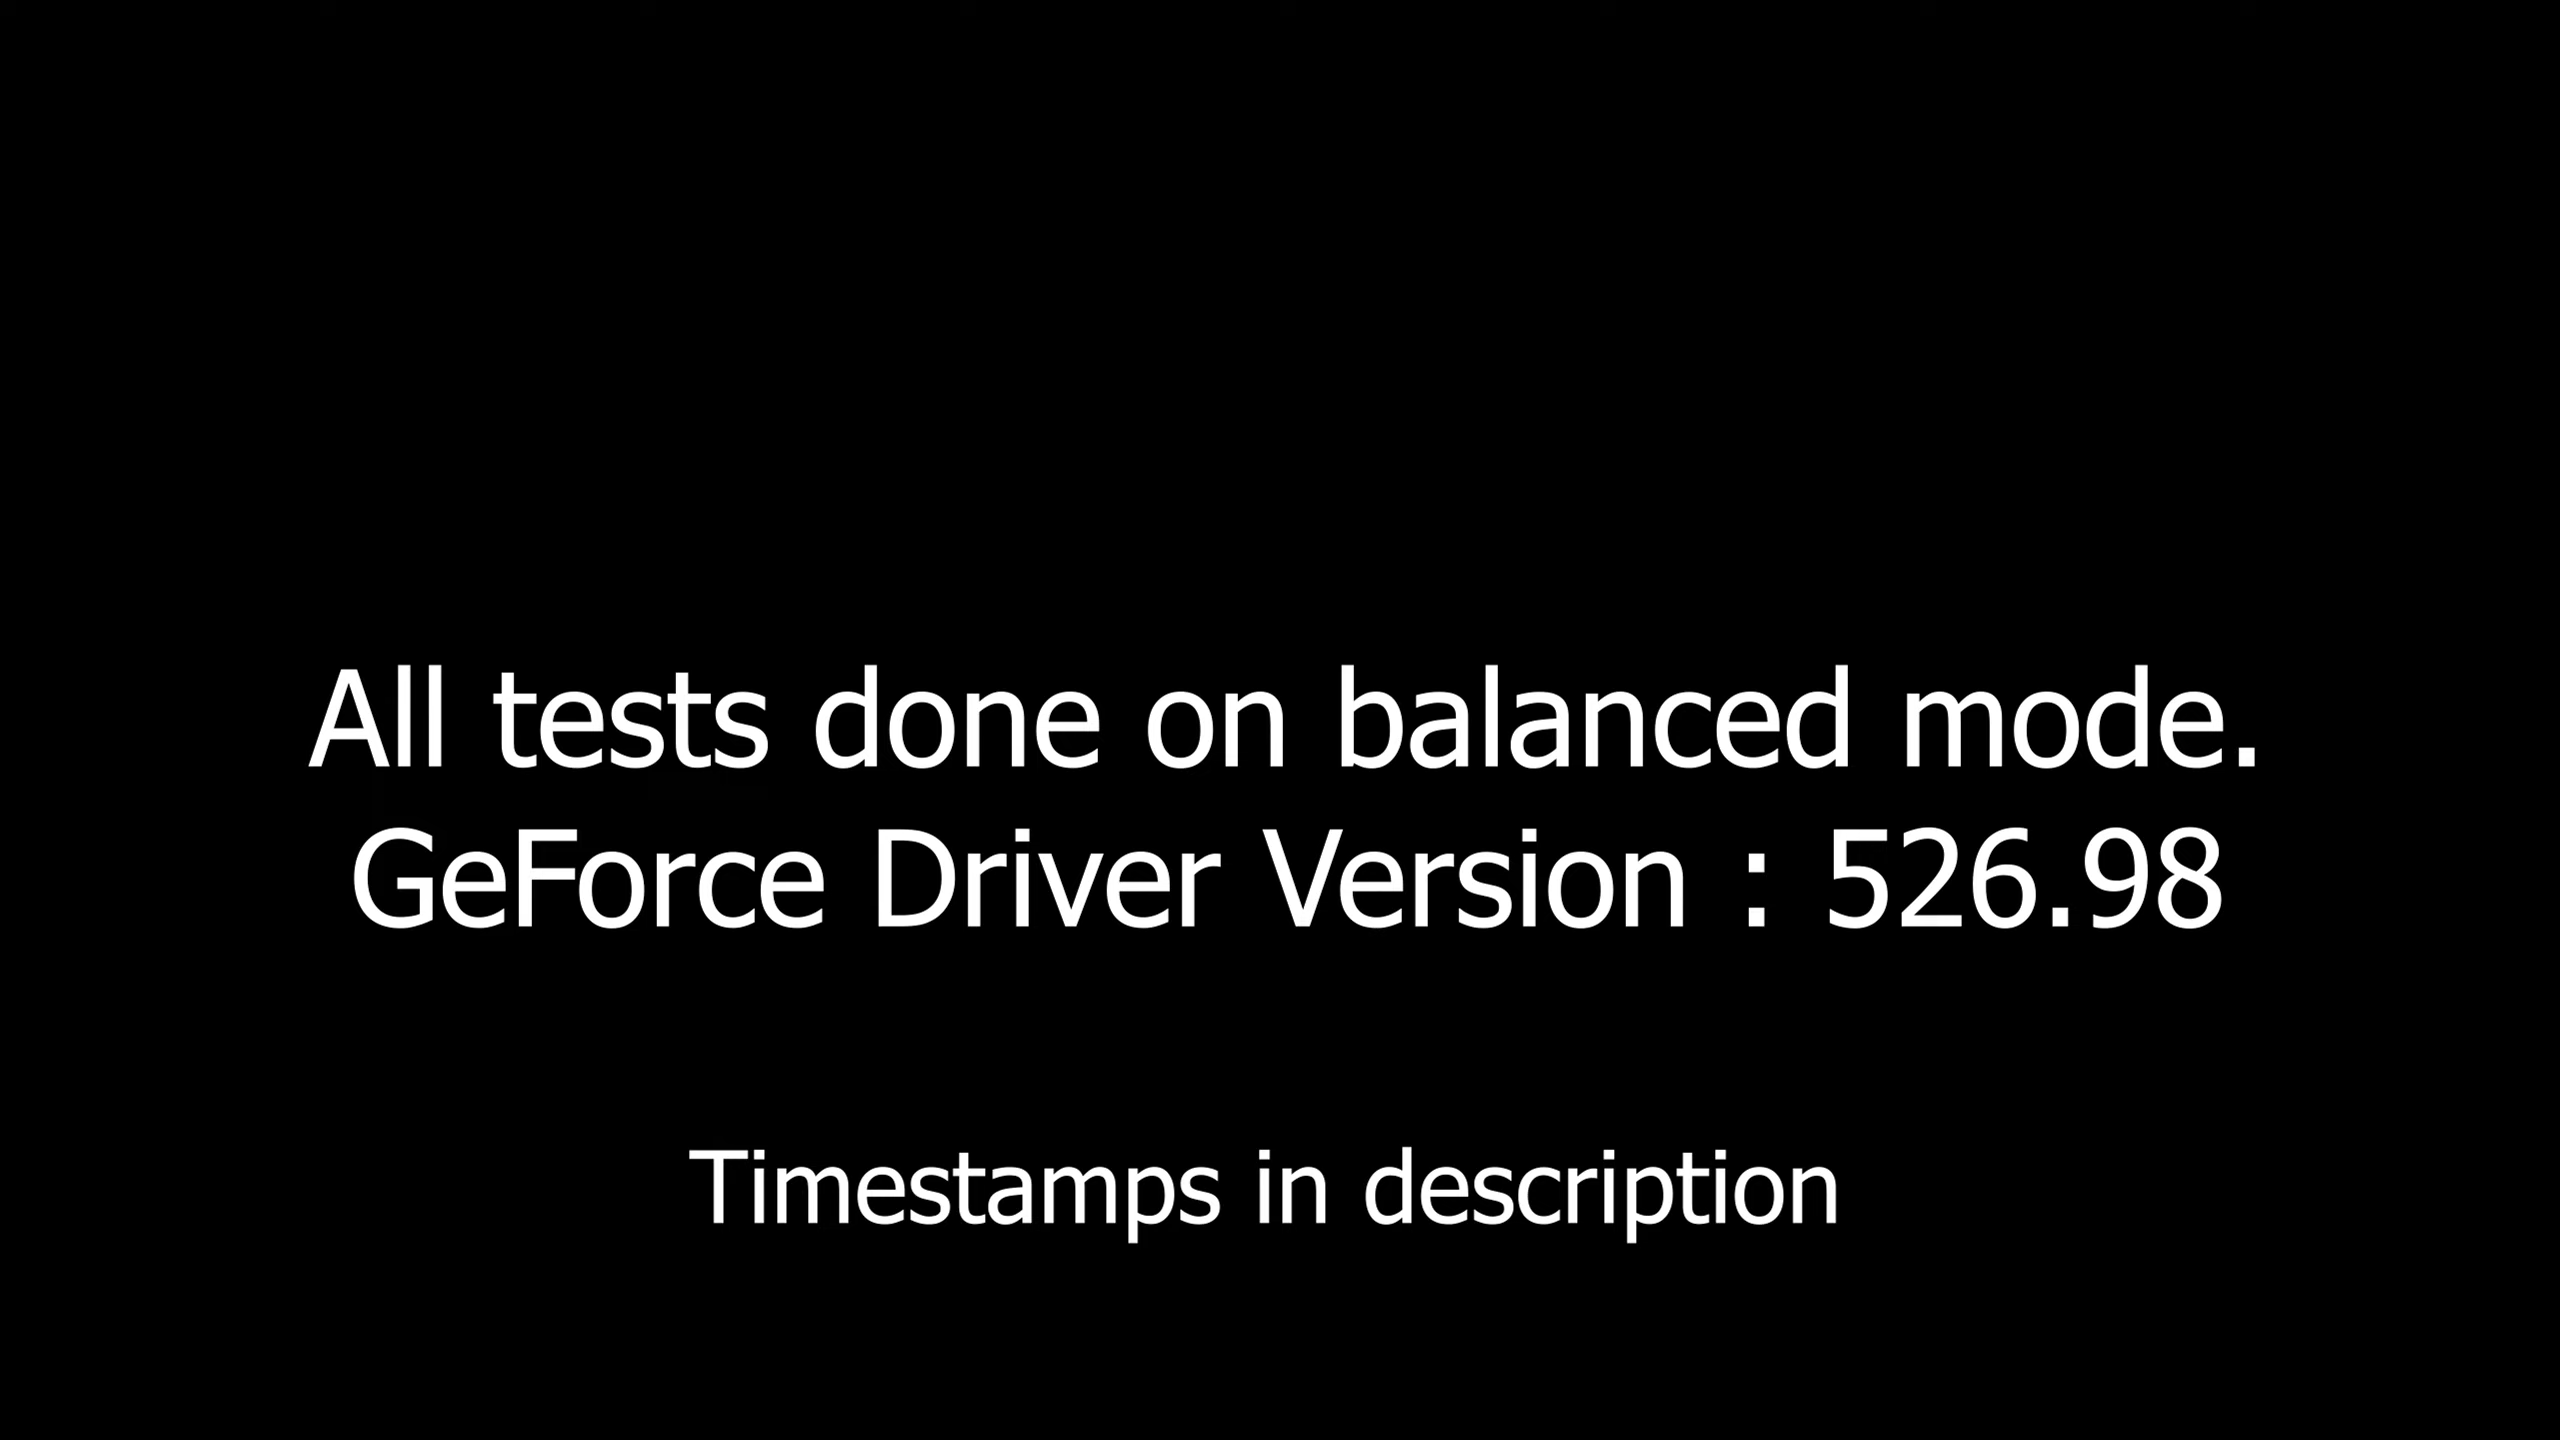 All tests done on balanced mode.
GeForce Driver Version : 526.98
Timestamps in description